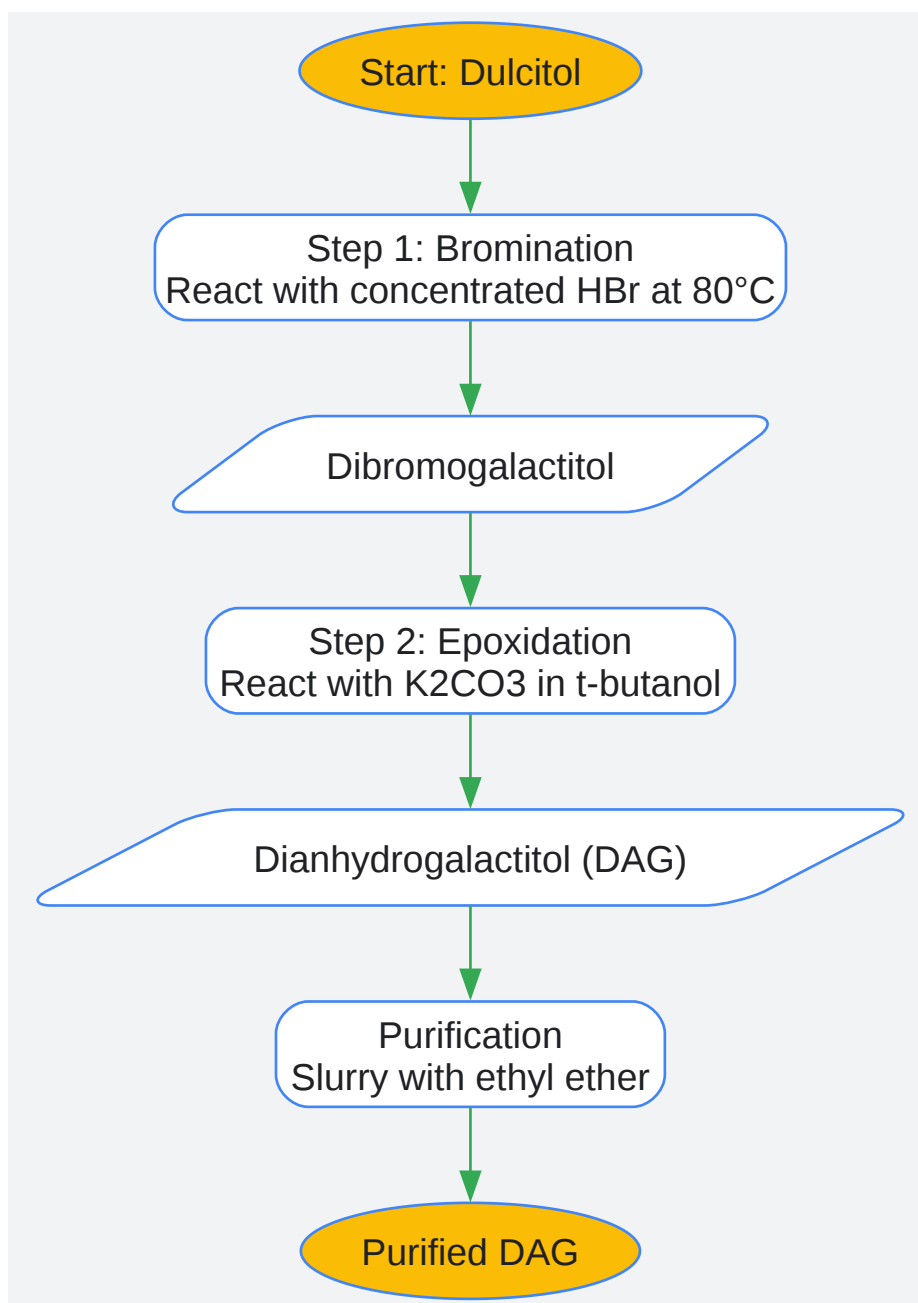 Start: Dulcitol
Step 1: Bromination
React with concentrated HBr at 80°C
Dibromogalactitol
Step 2: Epoxidation
React with K2CO3 in t-butanol
Dianhydrogalactitol (DAG)
Purification
Slurry with ethyl ether
Purified DAG